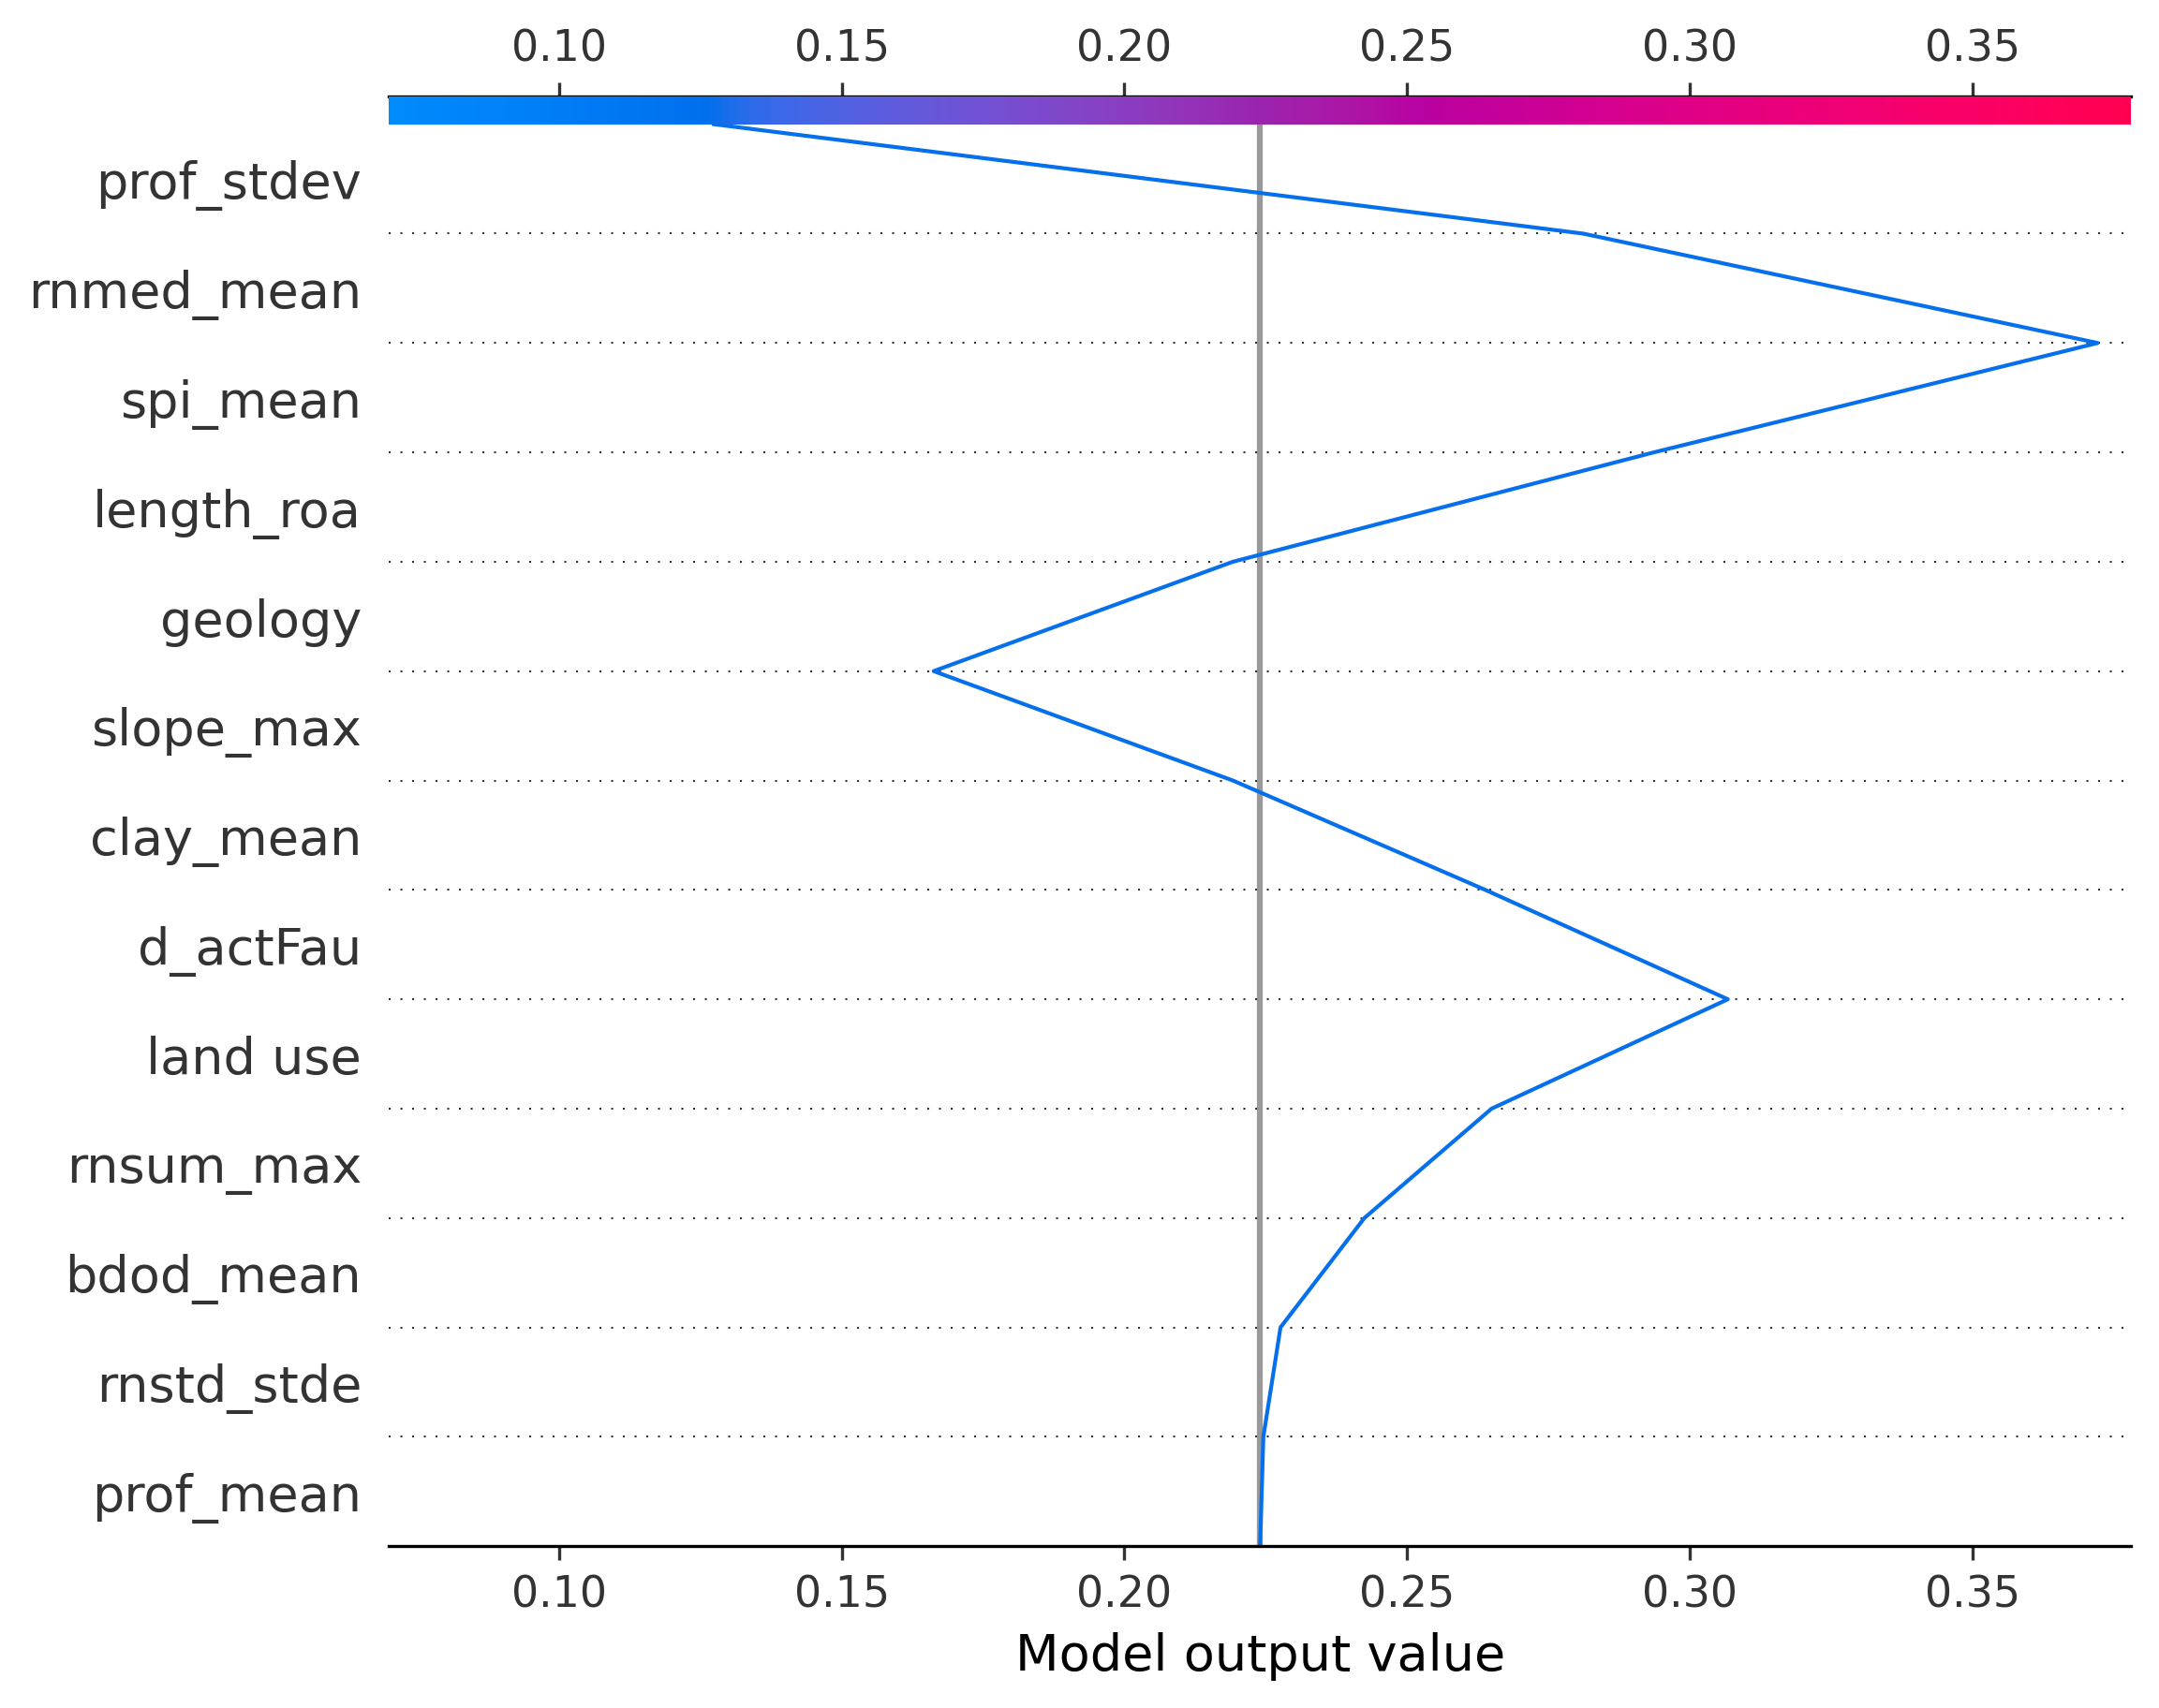 0.10 0.15 0.20 0.25 0.30 0.35
prof_stdev
rnmed_mean
spi_mean
length_roa
geology
slope_max
clay_mean
d_actFau
land use
rnsum_max
bdod_mean
rnstd_stde
prof_mean
0.10 0.15 0.20 0.25 0.30 0.35
Model output value